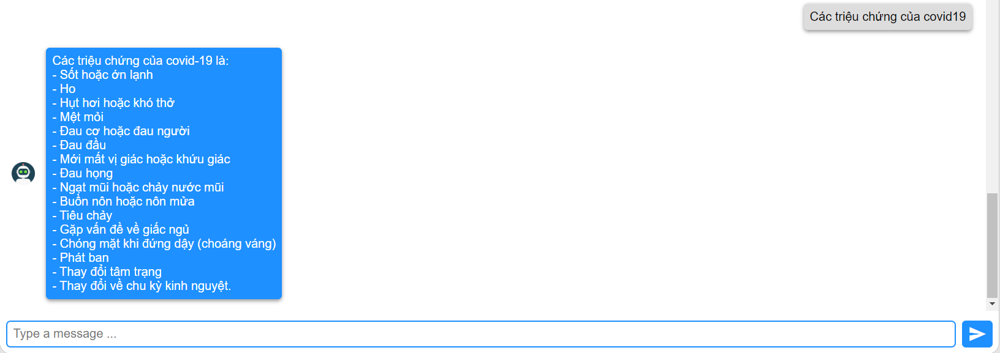 Các triệu chứng của covid19
Các triệu chứng của covid-19 là:
- Sốt hoặc ớn lạnh
- Ho
- Hụt hơi hoặc khó thở
- Mệt mỏi
- Đau cơ hoặc đau người
- Đau đầu
- Mới mất vị giác hoặc khứu giác
- Đau họng
- Ngạt mũi hoặc chảy nước mũi
- Buồn nôn hoặc nôn mửa
- Tiêu chảy
- Gặp vấn đề về giấc ngủ
- Chóng mặt khi đứng dậy (choáng váng)
- Phát ban
- Thay đổi tâm trạng
- Thay đổi về chu kỳ kinh nguyệt.
Type a message ...